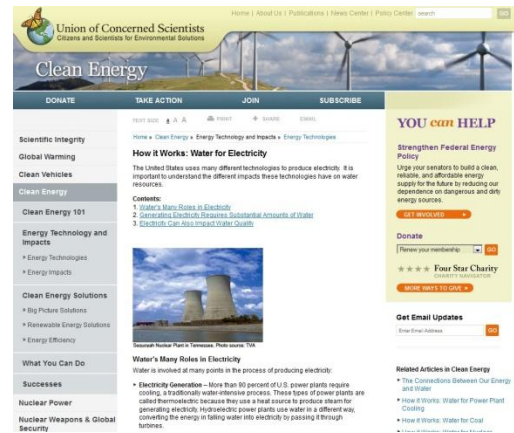 Home | About Us | Publications | News Center | Policy Center
search
GO
Union of Concerned Scientists
Citizens and Scientists for Environmental Solutions
Clean Energy
DONATE
TAKE ACTION
JOIN
SUBSCRIBE
Scientific Integrity
Global Warming
Clean Vehicles
Clean Energy
Clean Energy 101
Energy Technology and
Impacts
Energy Technologies
Energy Impacts
Clean Energy Solutions
Big Picture Solutions
Renewable Energy Solutions
Energy Efficiency
What You Can Do
Successes
Nuclear Power
Nuclear Weapons & Global
Security
TEXT SIZE A A A PRINT SHARE EMAIL
Home » Clean Energy » Energy Technology and Impacts » Energy Technologies
How it Works: Water for Electricity
The United States uses many different technologies to produce electricity. It is
important to understand the different impacts these technologies have on water
resources.
Contents:
1. Water's Many Roles in Electricity
2. Generating Electricity Requires Substantial Amounts of Water
3. Electricity Can Also Impact Water Quality
Sequoyah Nuclear Plant in Tennessee. Photo source: TVA
Water's Many Roles in Electricity
Water is involved at many points in the process of producing electricity:
Electricity Generation – More than 90 percent of U.S. power plants require
cooling, a traditionally water-intensive process. These types of power plants are
called thermoelectric because they use a heat source to produce steam for
generating electricity. Hydroelectric power plants use water in a different way,
converting the energy in falling water into electricity by passing it through
turbines.
YOU can HELP
Strengthen Federal Energy
Policy
Urge your senators to build a clean,
reliable, and affordable energy
supply for the future by reducing our
dependence on dangerous and dirty
energy sources.
GET INVOLVED
Donate
Renew your membership
GO
Four Star Charity
CHARITY NAVIGATOR
MORE WAYS TO GIVE
Get Email Updates
Enter Email Address
GO
Related Articles in Clean Energy
The Connections Between Our Energy
and Water
How it Works: Water for Power Plant
Cooling
How it Works: Water for Coal
How it Works: Water for Nuclear